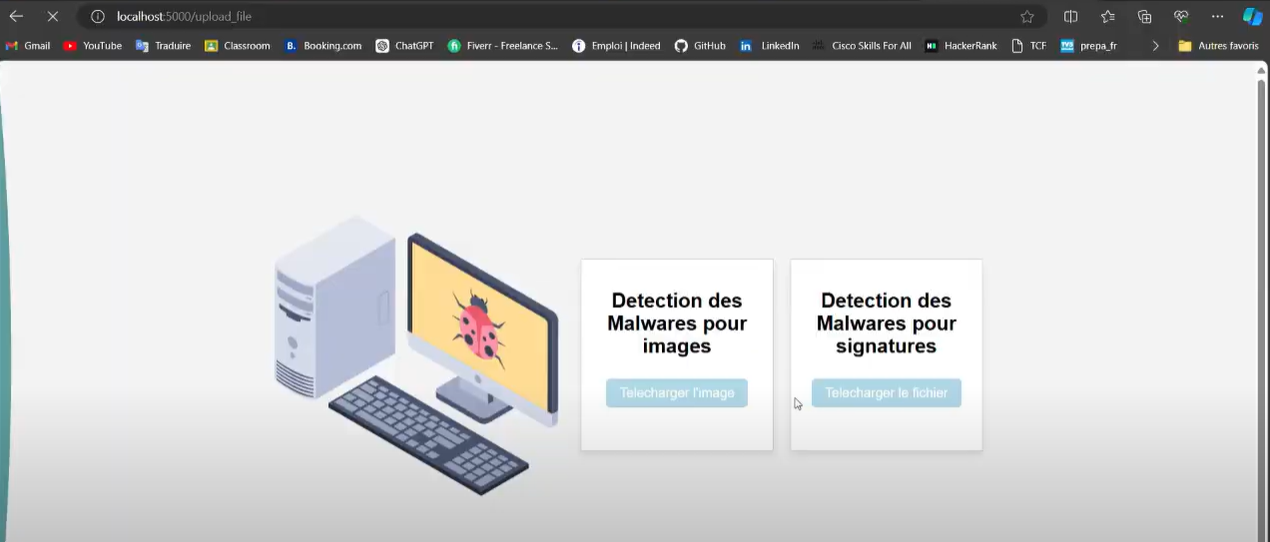 localhost:5000/upload_file
Gmail YouTube Traduire Classroom Booking.com ChatGPT Fiverr - Freelance S... Emploi | Indeed GitHub LinkedIn Cisco Skills For All HackerRank TCF prepa_fr Autres favoris
Detection des
Malwares pour
images
Telecharger l'image
Detection des
Malwares pour
signatures
Telecharger le fichier